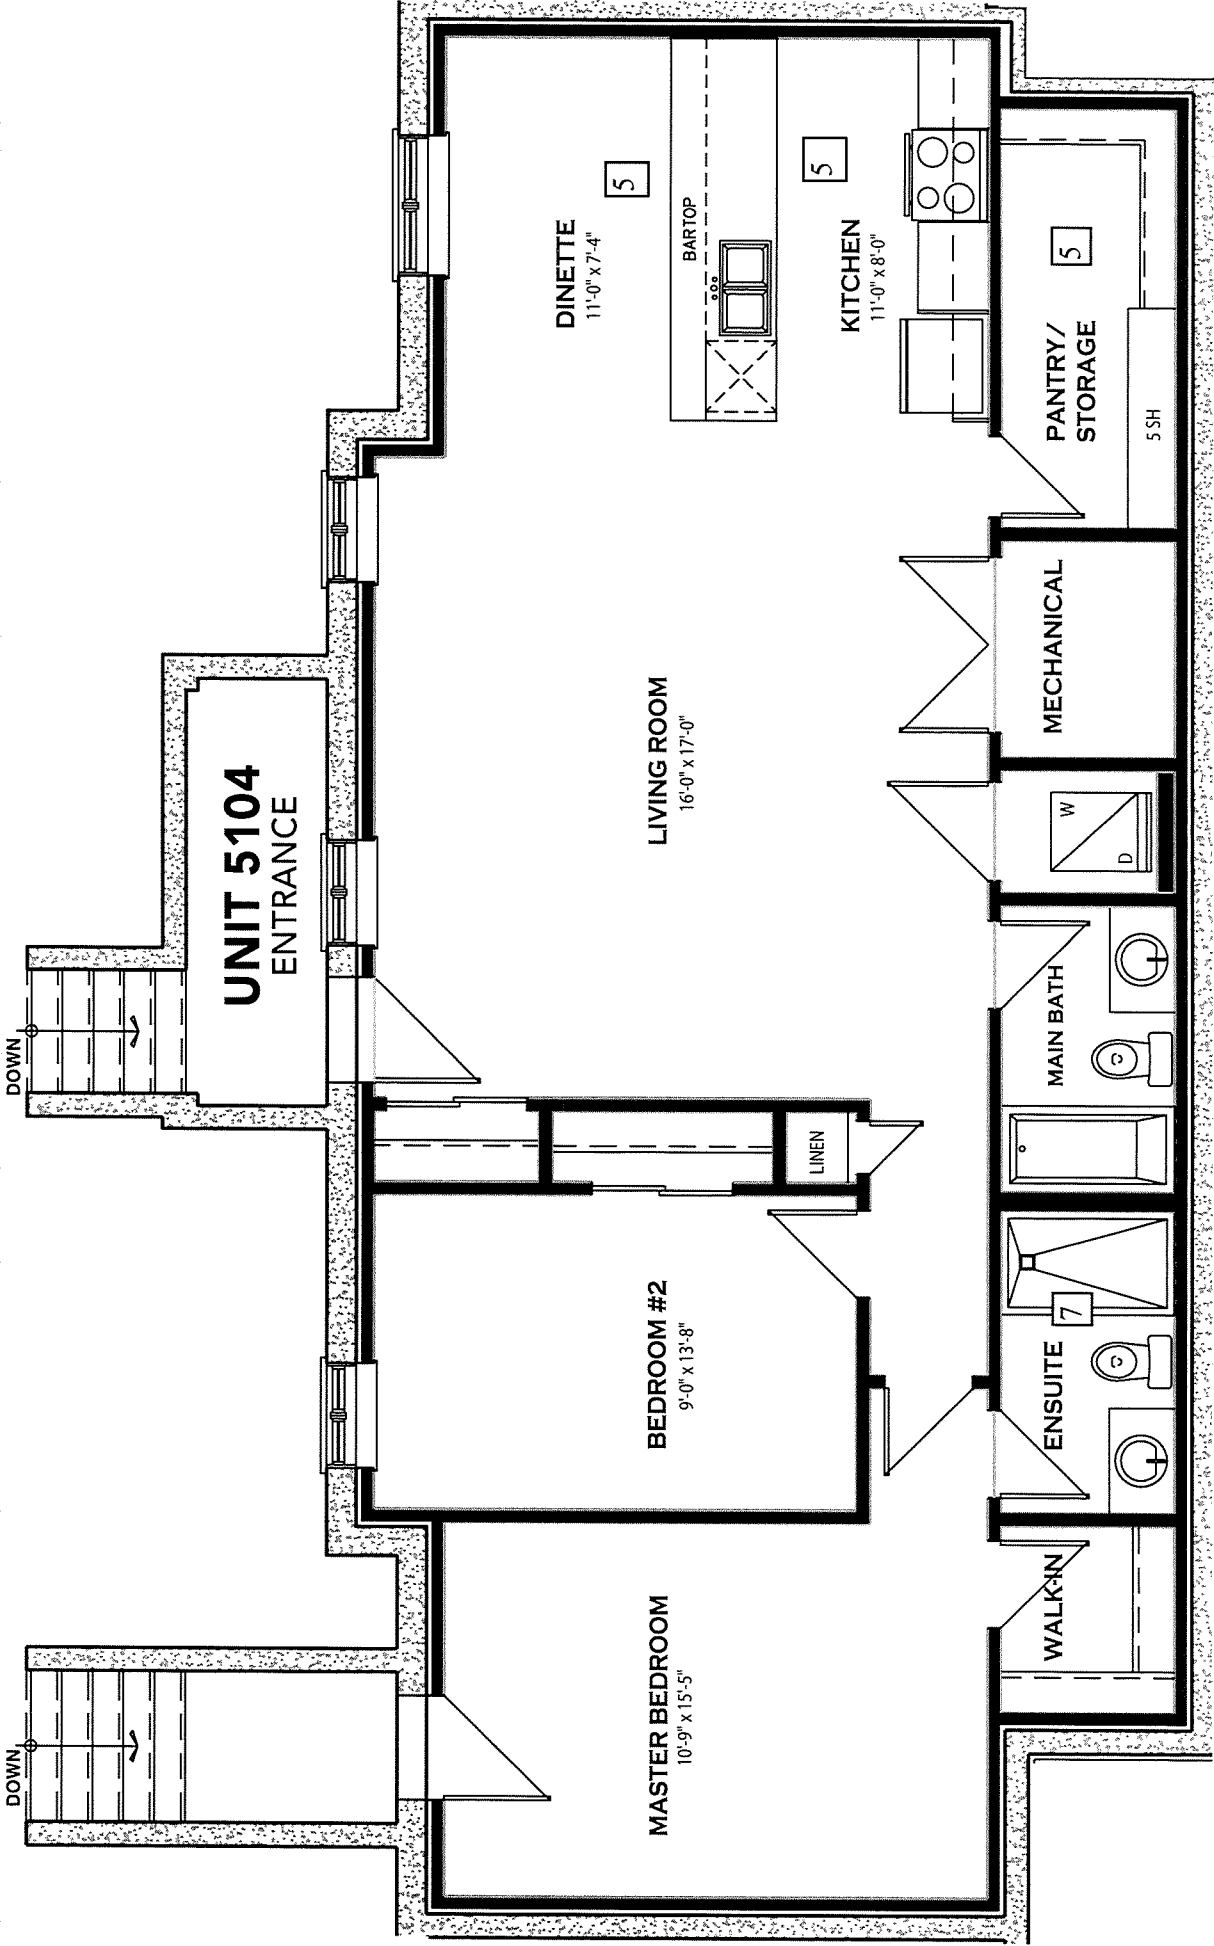 DOWN
UNIT 5104
ENTRANCE
DOWN
DINETTE
11'-0" x 7'-4"
5
BARTOP
5
KITCHEN
11'-0" x 8'-0"
5
PANTRY/
STORAGE
5 SH
LIVING ROOM
16'-0" x 17'-0"
MECHANICAL
W
D
MAIN BATH
LINEN
BEDROOM #2
9'-0" x 13'-8"
7
ENSUITE
WALK-IN
MASTER BEDROOM
10'-9" x 15'-5"